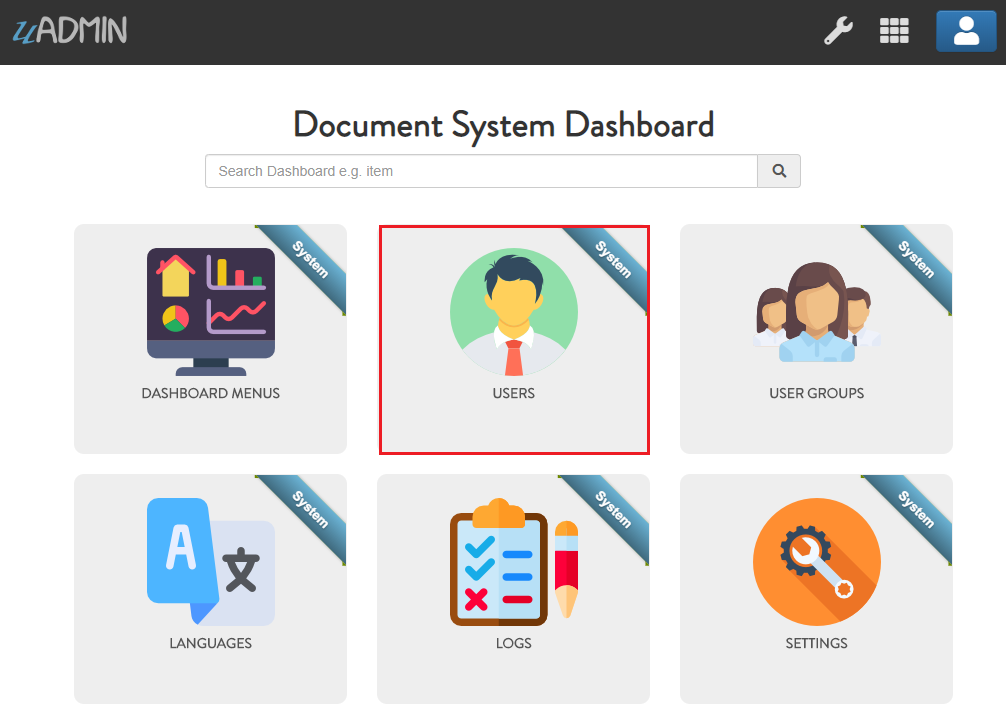 uADMIN
Document System Dashboard
Search Dashboard e.g. item
System
DASHBOARD MENUS
System
USERS
System
USER GROUPS
System
A 文
LANGUAGES
System
LOGS
System
SETTINGS